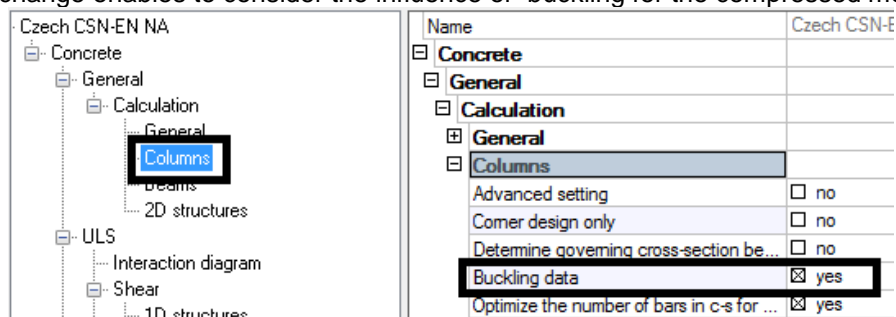 change enables to consider the influence of buckling for the compressed
Czech CSN-EN NA
Concrete
General
Calculation
General
Columns
Beams
2D structures
ULS
Interaction diagram
Shear
1D structures
Name Czech CSN-E
Concrete
General
Calculation
General
Columns
Advanced setting no
Corner design only no
Determine governing cross-section be... no
Buckling data yes
Optimize the number of bars in c-s for ... yes